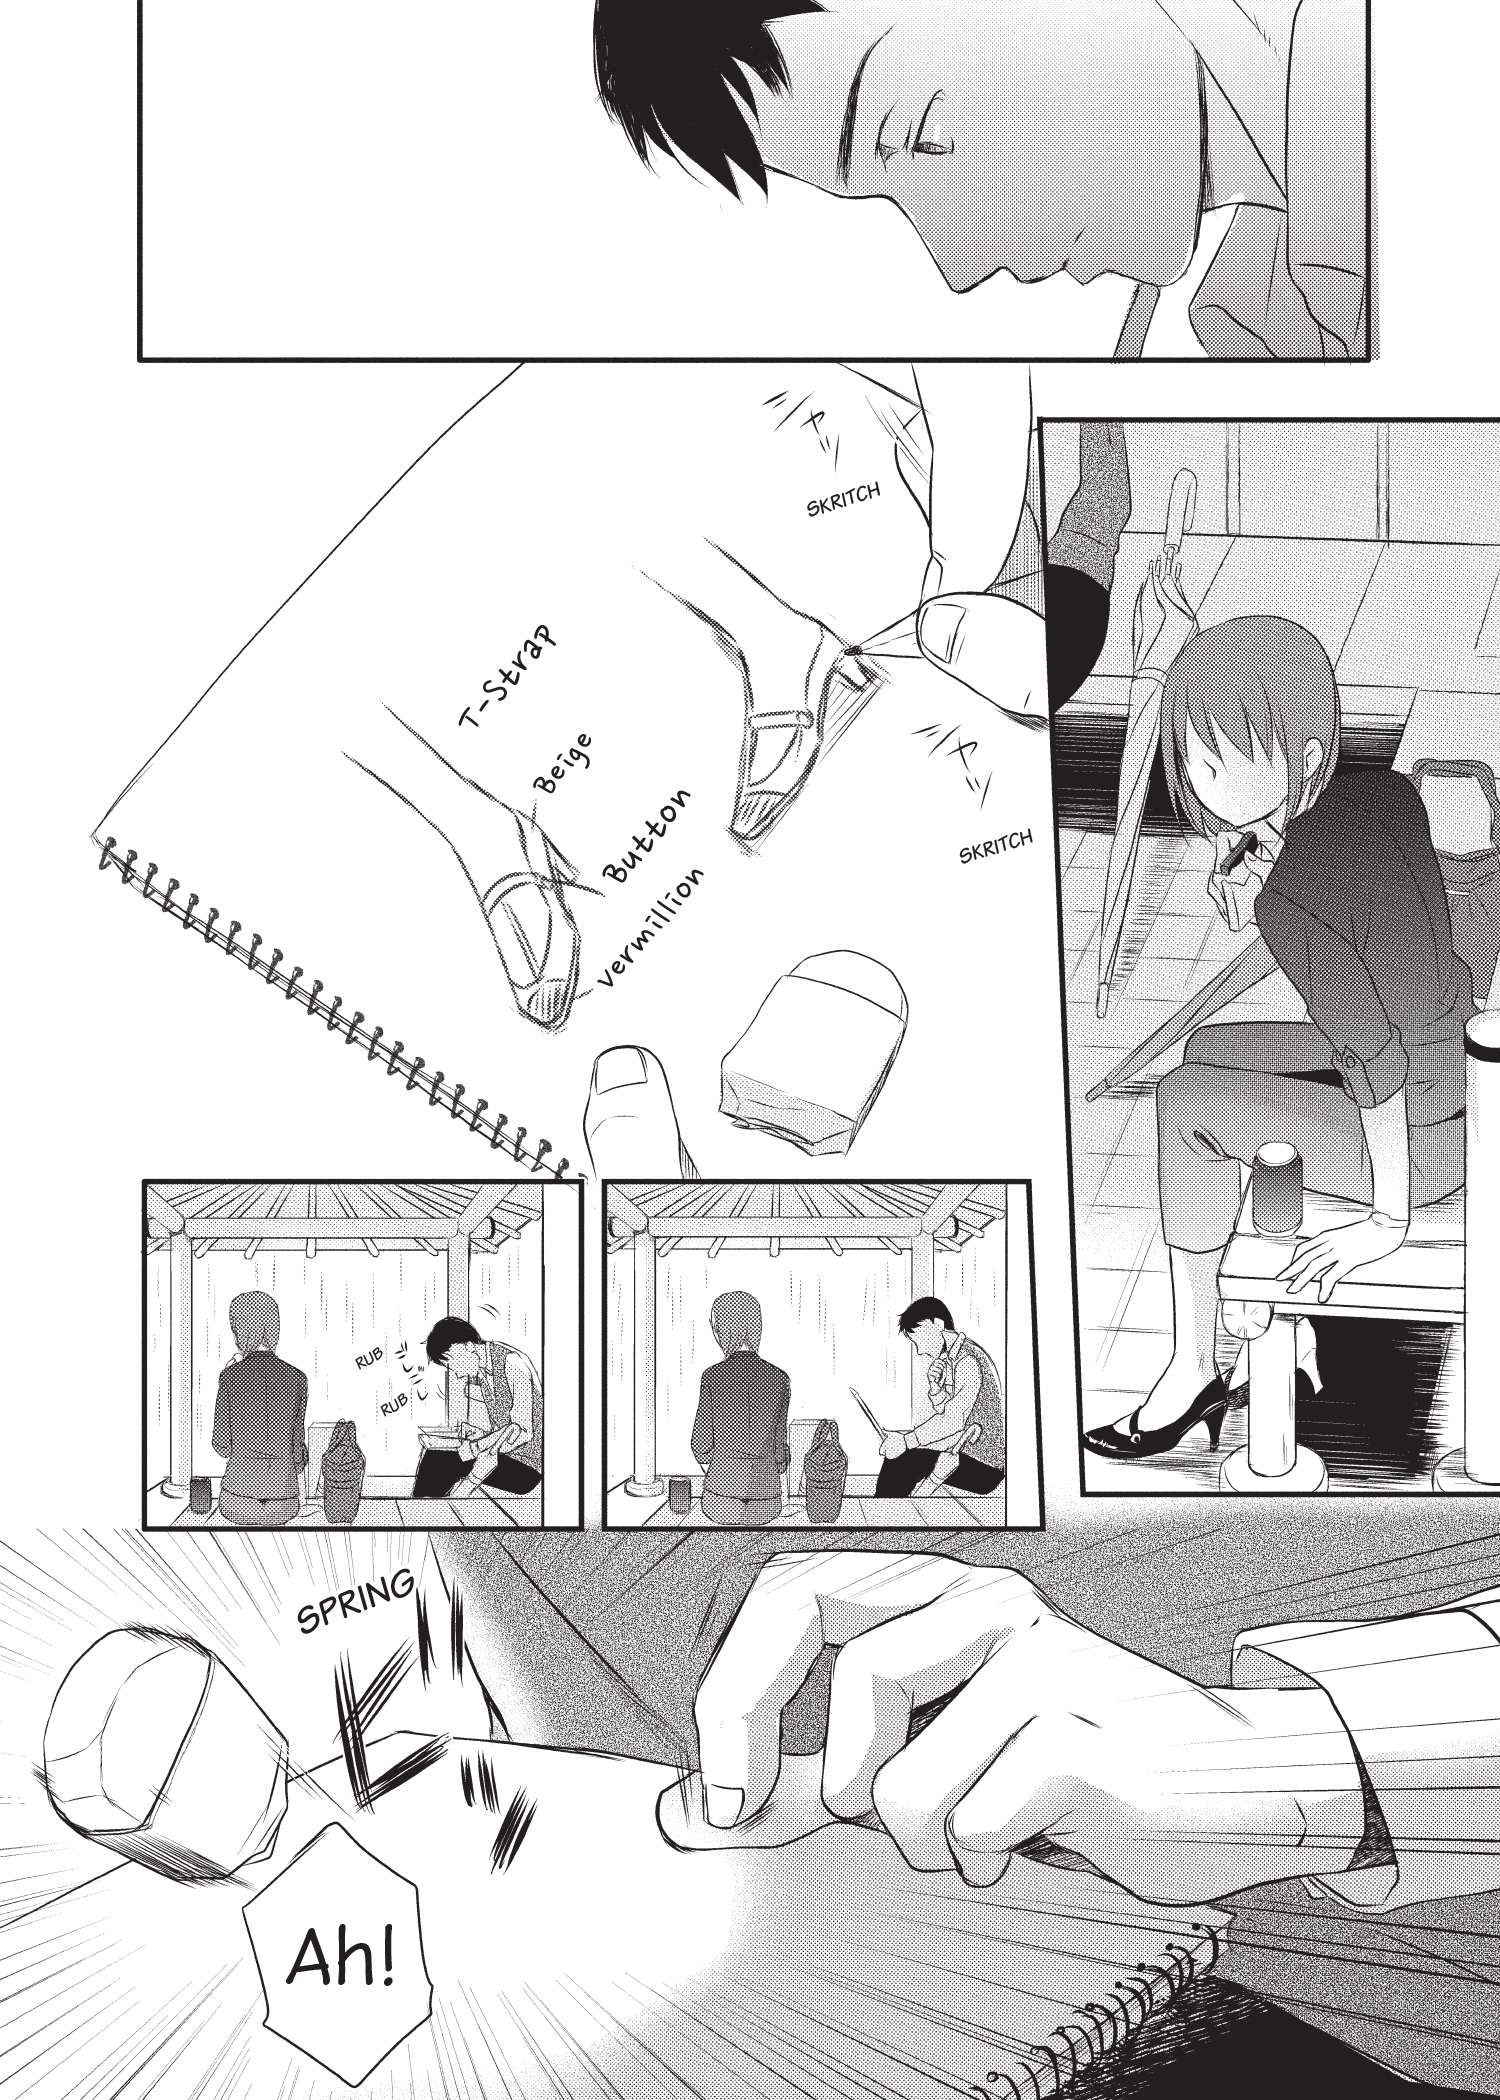 SKRITCH
SKRITCH
T-Strap
Beige
Button
vermillion
RUB
RUB
SPRING
Ah!